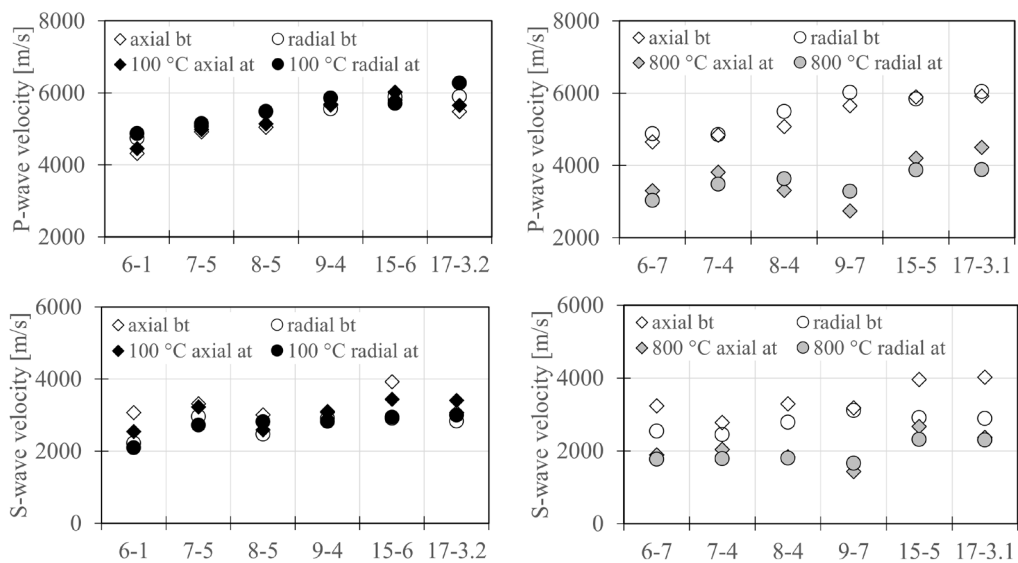 P-wave velocity [m/s]
8000
6000
4000
2000
axial bt
radial bt
100 °C axial at
100 °C radial at
6-1 7-5 8-5 9-4 15-6 17-3.2
P-wave velocity [m/s]
8000
6000
4000
2000
axial bt
radial bt
800 °C axial at
800 °C radial at
6-7 7-4 8-4 9-7 15-5 17-3.1
S-wave velocity [m/s]
6000
4000
2000
0
axial bt
radial bt
100 °C axial at
100 °C radial at
6-1 7-5 8-5 9-4 15-6 17-3.2
S-wave velocity [m/s]
6000
4000
2000
0
axial bt
radial bt
800 °C axial at
800 °C radial at
6-7 7-4 8-4 9-7 15-5 17-3.1